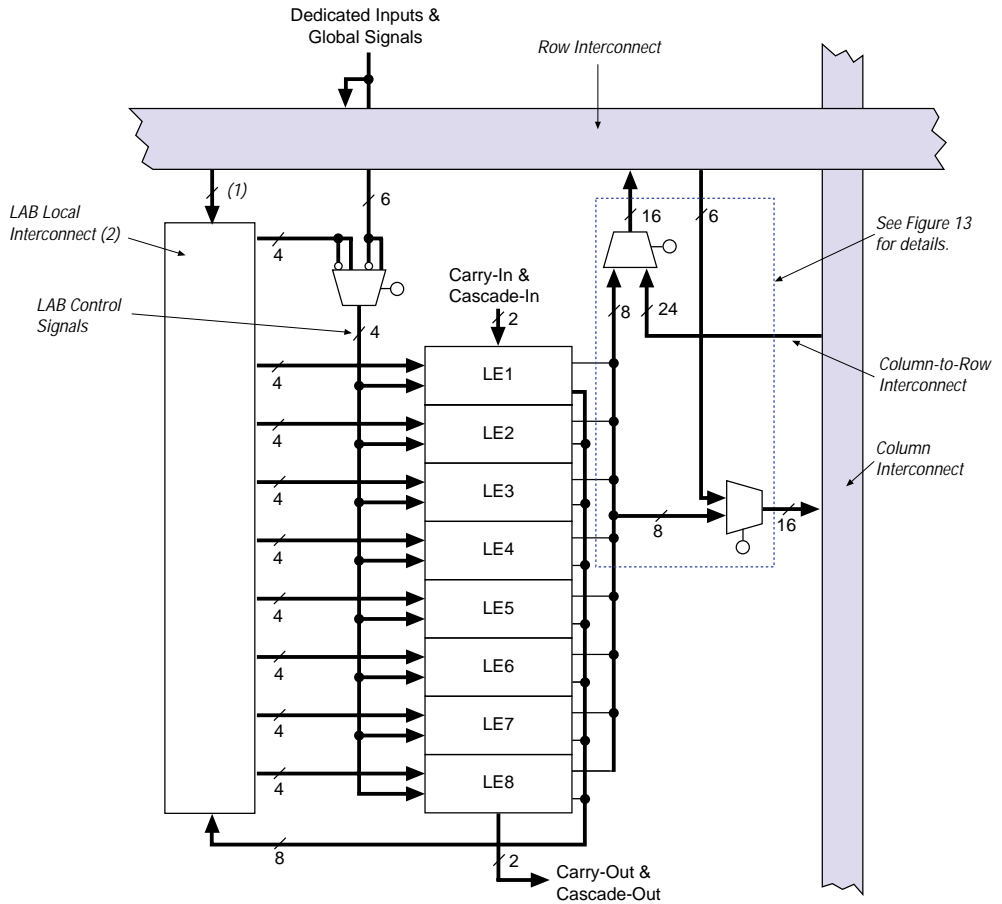 Dedicated Inputs &
Global Signals
Row Interconnect
(1)
6
16
6
See Figure 13
for details.
LAB Local
Interconnect (2)
4
Carry-In &
Cascade-In
LAB Control
Signals
4
2
8
24
Column-to-Row
Interconnect
4
LE1
4
LE2
Column
Interconnect
4
LE3
4
LE4
8
16
4
LE5
4
LE6
4
LE7
4
LE8
8
2
Carry-Out &
Cascade-Out